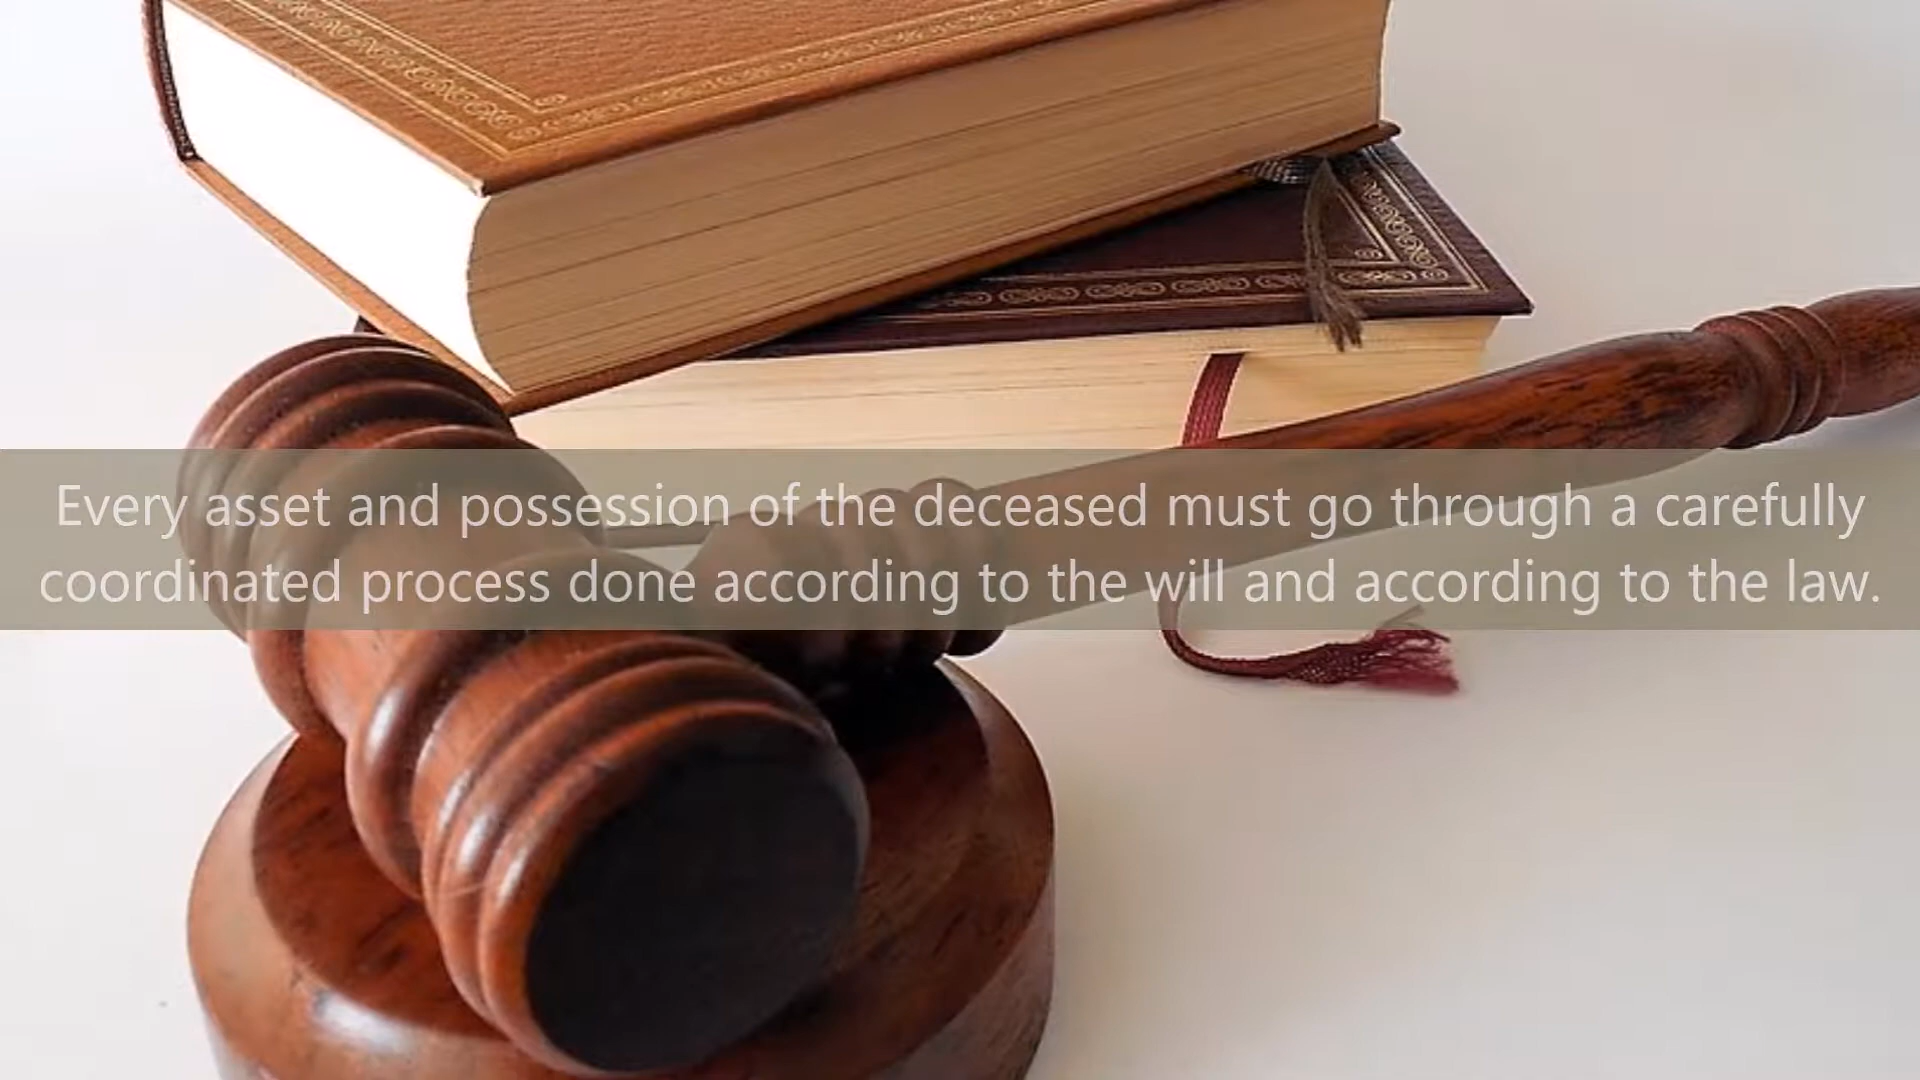 Every asset and possession of the deceased must go through a carefully
coordinated process done according to the will and according to the law.